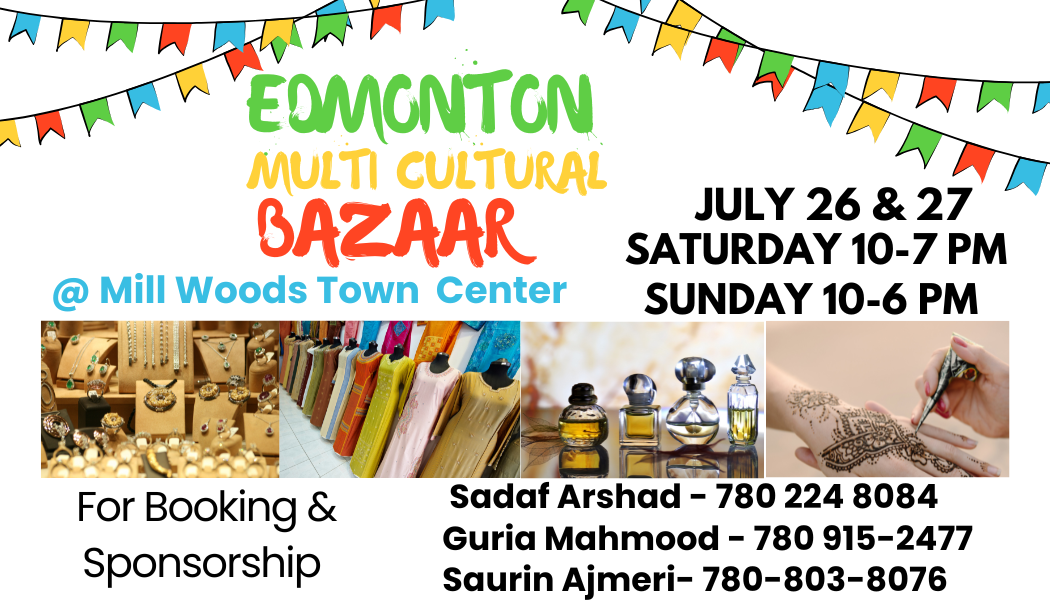 EDMONTON
MULTI CULTURAL
BAZAAR
@ Mill Woods Town Center
JULY 26 & 27
SATURDAY 10-7 PM
SUNDAY 10-6 PM
For Booking &
Sponsorship
Sadaf Arshad - 780 224 8084
Guria Mahmood - 780 915-2477
Saurin Ajmeri- 780-803-8076